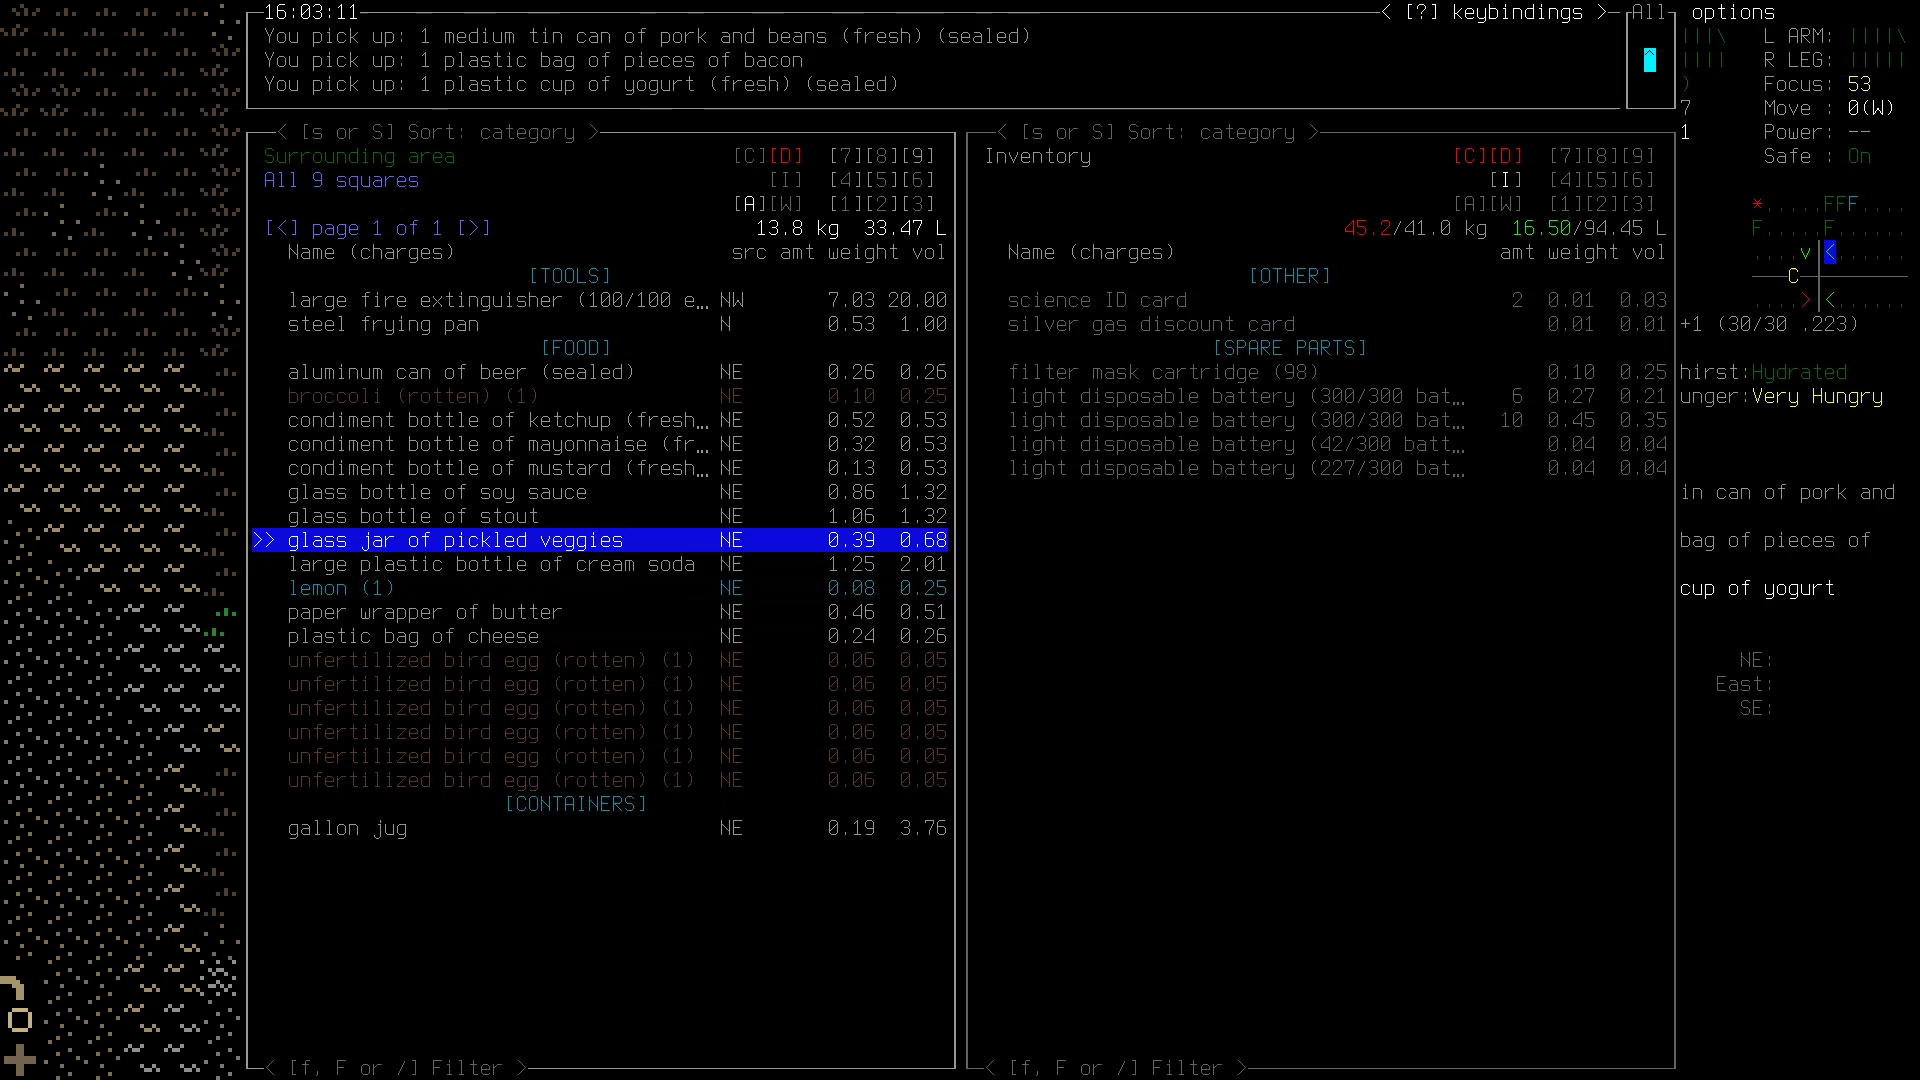 16:03:11 < [?] keybindings > All options
You pick up: 1 medium tin can of pork and beans (fresh) (sealed) L ARM: ||||\
You pick up: 1 plastic bag of pieces of bacon R LEG: |||||
You pick up: 1 plastic cup of yogurt (fresh) (sealed) ) Focus: 53
7 Move : 0(W)
< [s or S] Sort: category > < [s or S] Sort: category > 1 Power: --
Surrounding area [C][D] [7][8][9] Inventory [C][D] [7][8][9] Safe : On
All 9 squares [I] [4][5][6] [I] [4][5][6]
[A][W] [1][2][3] [A][W] [1][2][3] *.....FFF....
[<] page 1 of 1 [>] 13.8 kg 33.47 L 45.2/41.0 kg 16.50/94.45 L F.....F......
Name (charges) src amt weight vol Name (charges) amt weight vol ....v|<......
[TOOLS] [OTHER] C
large fire extinguisher (100/100 e… NW 7.03 20.00 science ID card 2 0.01 0.03 ....>|<......
steel frying pan N 0.53 1.00 silver gas discount card 0.01 0.01 +1 (30/30 .223)
[FOOD] [SPARE PARTS]
aluminum can of beer (sealed) NE 0.26 0.26 filter mask cartridge (98) 0.10 0.25 hirst:Hydrated
broccoli (rotten) (1) NE 0.10 0.25 light disposable battery (300/300 bat… 6 0.27 0.21 unger:Very Hungry
condiment bottle of ketchup (fresh… NE 0.52 0.53 light disposable battery (300/300 bat… 10 0.45 0.35
condiment bottle of mayonnaise (fr… NE 0.32 0.53 light disposable battery (42/300 batt… 0.04 0.04
condiment bottle of mustard (fresh… NE 0.13 0.53 light disposable battery (227/300 bat… 0.04 0.04
glass bottle of soy sauce NE 0.86 1.32 in can of pork and
glass bottle of stout NE 1.06 1.32
>> glass jar of pickled veggies NE 0.39 0.68 bag of pieces of
large plastic bottle of cream soda NE 1.25 2.01
lemon (1) NE 0.08 0.25 cup of yogurt
paper wrapper of butter NE 0.46 0.51
plastic bag of cheese NE 0.24 0.26
unfertilized bird egg (rotten) (1) NE 0.06 0.05 NE:
unfertilized bird egg (rotten) (1) NE 0.06 0.05 East:
unfertilized bird egg (rotten) (1) NE 0.06 0.05 SE:
unfertilized bird egg (rotten) (1) NE 0.06 0.05
unfertilized bird egg (rotten) (1) NE 0.06 0.05
unfertilized bird egg (rotten) (1) NE 0.06 0.05
[CONTAINERS]
gallon jug NE 0.19 3.76
< [f, F or /] Filter > < [f, F or /] Filter >